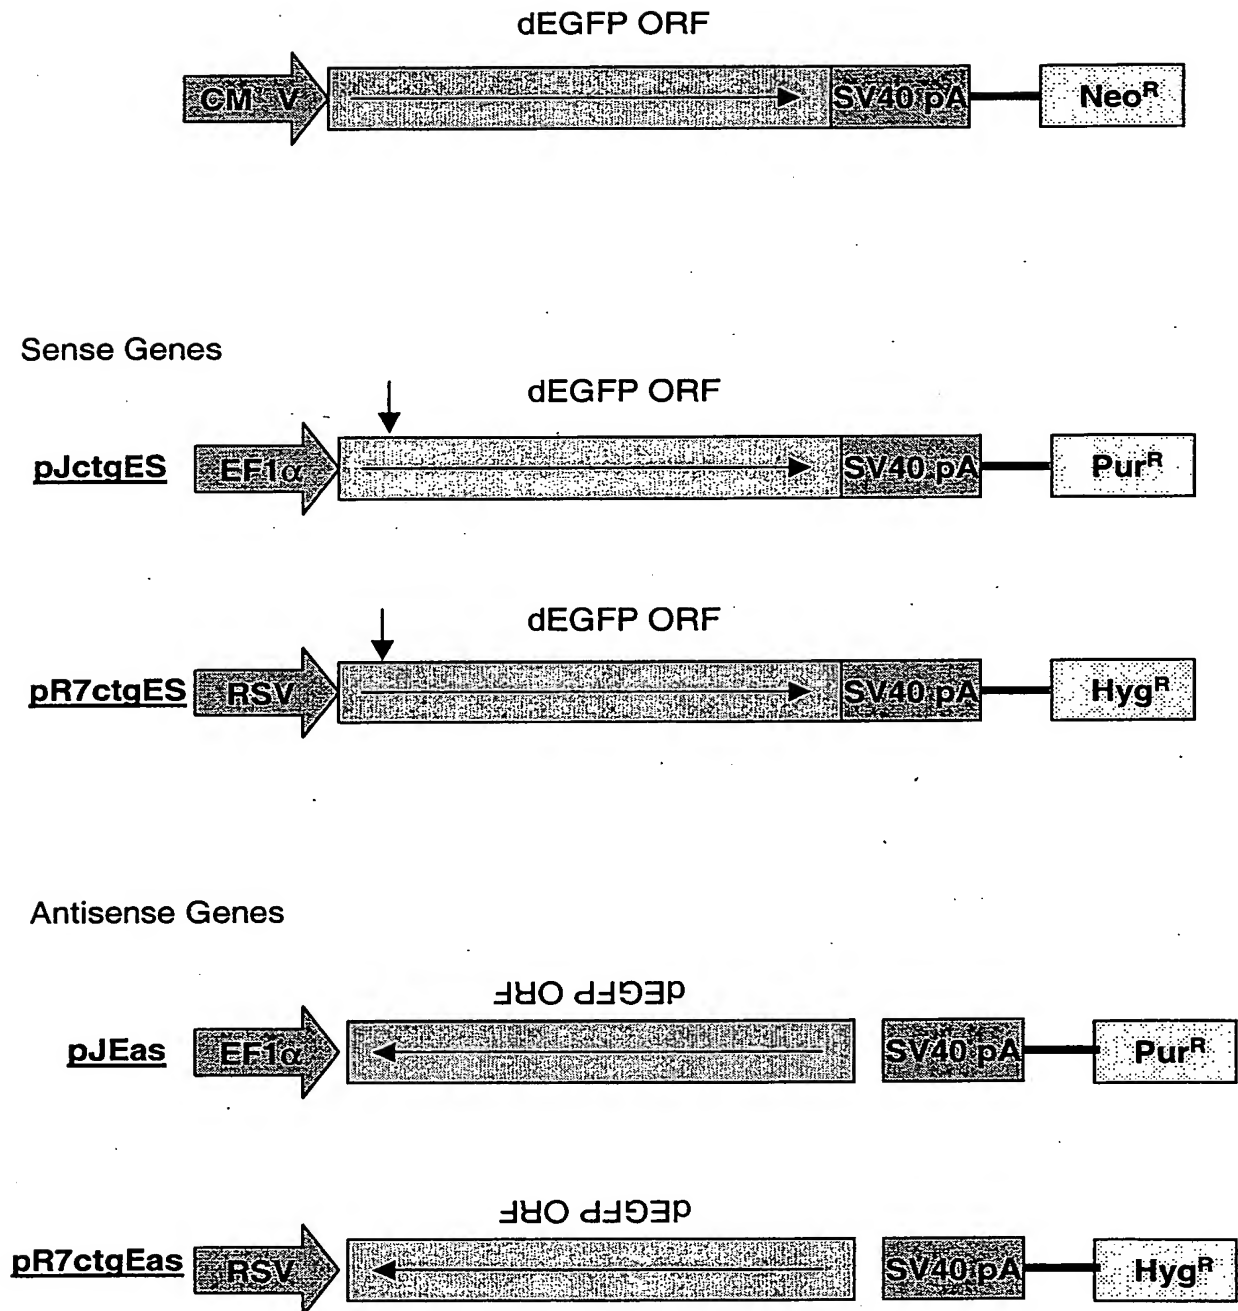 dEGFP ORF
CM V SV40 pA Neo^R
Sense Genes
dEGFP ORF
pJctgES EF1α SV40 pA Pur^R
dEGFP ORF
pR7ctgES RSV SV40 pA Hyg^R
Antisense Genes
dEGFP ORF
pJEas EF1α SV40 pA Pur^R
dEGFP ORF
pR7ctgEas RSV SV40 pA Hyg^R